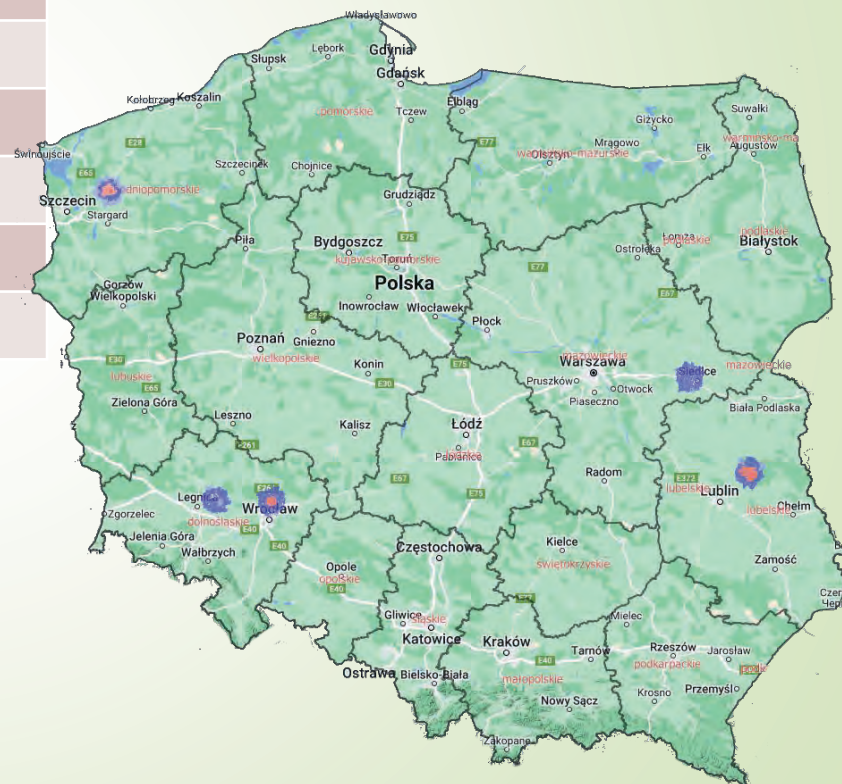 Władysławowo
Gdynia
Lębork
Słupsk
Gdańsk
Elbląg
Kołobrzeg
Koszalin
pomorskie
Tczew
Giżycko
Suwałki
E28
E77
Mrągowo
warmińsko-mazurskie
Olsztyn
Ełk
warmińsko-ma
Augustów
Świnoujście
E65
Szczecinek
Chojnice
odniopomorskie
Szczecin
Stargard
Grudziądz
Piła
Bydgoszcz
E75
kujawsko-pomorskie
Toruń
Polska
Ostrołęka
Łomża
podlaskie
podlaskie
Białystok
E77
Gorzów
Wielkopolski
Inowrocław
Włocławek
E67
Płock
Poznań
Gniezno
wielkopolskie
E30
lubuskie
E65
Konin
E30
E75
mazowieckie
Warszawa
Pruszków
Otwock
Piaseczno
Siedlce
mazowieckie
Biała Podlaska
Zielona Góra
Leszno
Kalisz
Łódź
Pabianice
łódzkie
E67
E261
E67
E75
Radom
E372
lubelskie
Lublin
lubelskie
Chełm
Legnica
Wrocław
Zgorzelec
dolnośląskie
E40
Jelenia Góra
E40
Wałbrzych
Częstochowa
Kielce
świętokrzyskie
Zamość
Opole
opolskie
E40
Gliwice
śląskie
Katowice
Kraków
E40
Tarnów
Mielec
Rzeszów
Jarosław
podkarpackie
podk
Ostrawa
Bielsko-Biała
małopolskie
Nowy Sącz
Krosno
Przemyśl
Zakopane